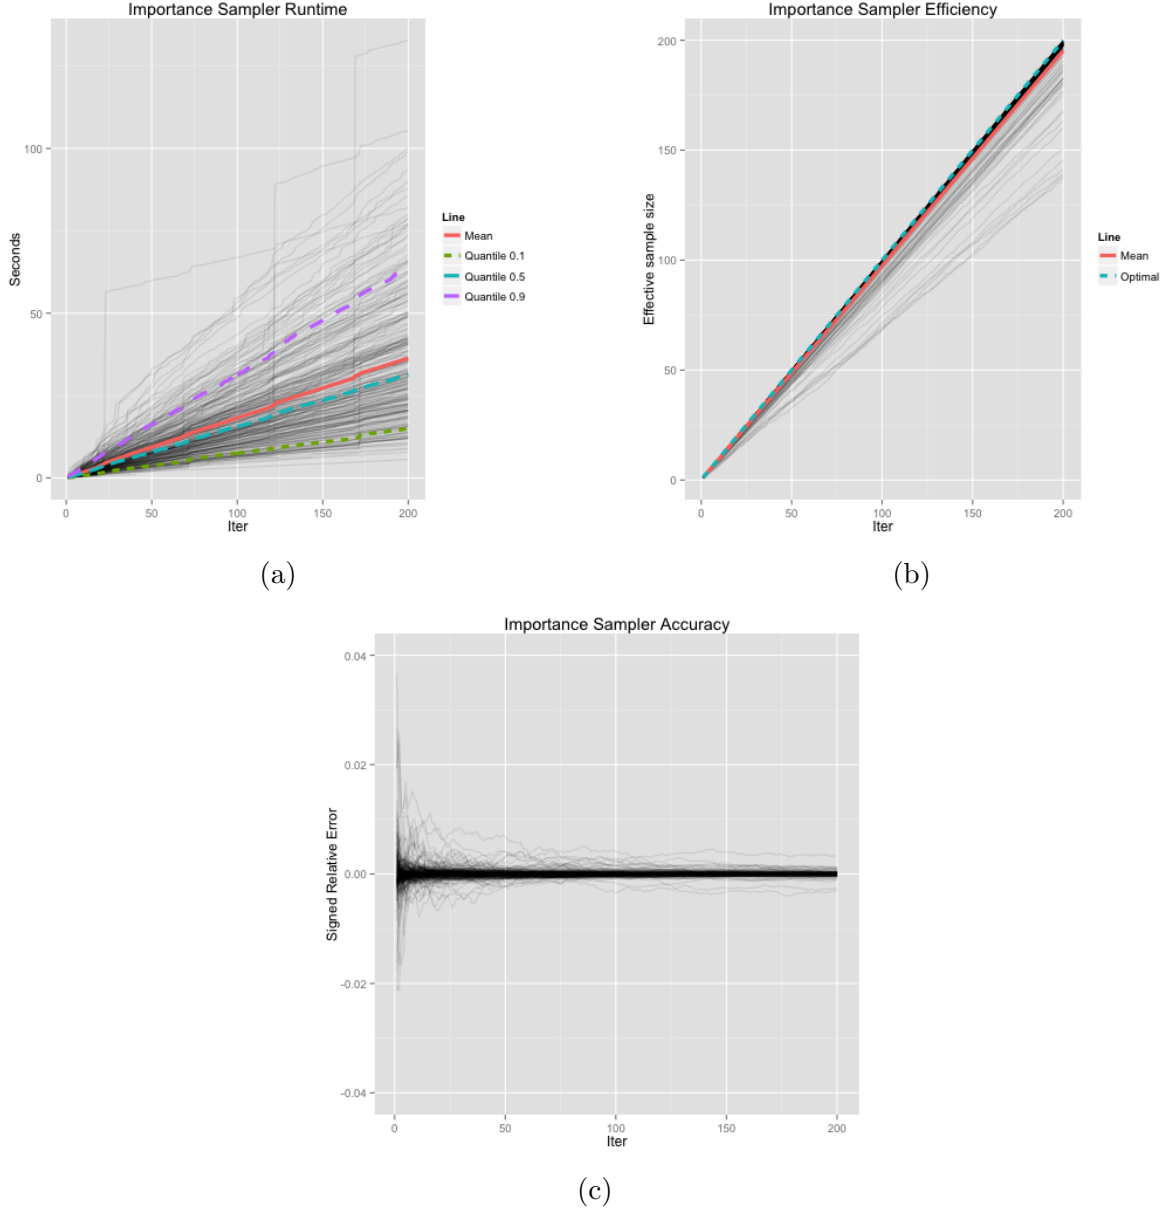 Importance Sampler Runtime
Seconds
100
50
0
0 50 100 150 200
Iter
Line
Mean
Quantile 0.1
Quantile 0.5
Quantile 0.9
(a)
Importance Sampler Efficiency
Effective sample size
200
150
100
50
0
0 50 100 150 200
Iter
Line
Mean
Optimal
(b)
Importance Sampler Accuracy
Signed Relative Error
0.04
0.02
0.00
-0.02
-0.04
0 50 100 150 200
Iter
(c)